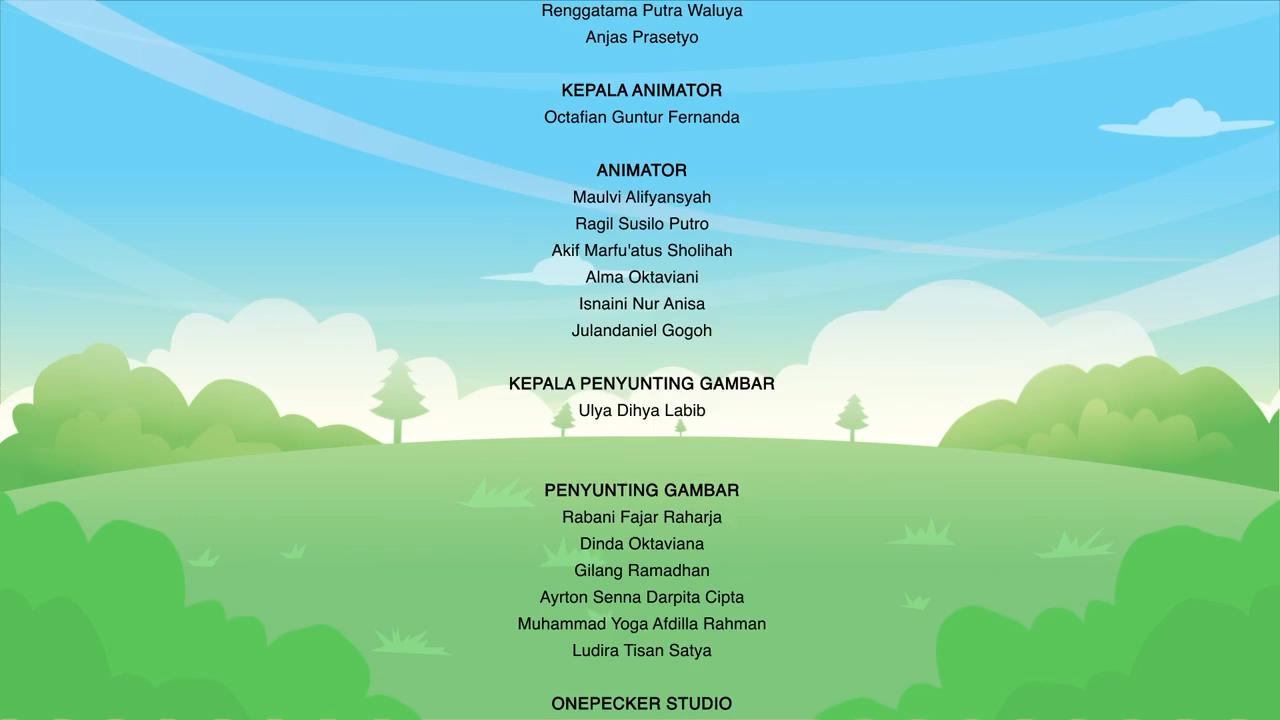 Renggatama Putra Waluya
Anjas Prasetyo
KEPALA ANIMATOR
Octafian Guntur Fernanda
ANIMATOR
Maulvi Alifyansyah
Ragil Susilo Putro
Akif Marfu'atus Sholihah
Alma Oktaviani
Isnaini Nur Anisa
Julandaniel Gogoh
KEPALA PENYUNTING GAMBAR
Ulya Dihya Labib
PENYUNTING GAMBAR
Rabani Fajar Raharja
Dinda Oktaviana
Gilang Ramadhan
Ayrton Senna Darpita Cipta
Muhammad Yoga Afdilla Rahman
Ludira Tisan Satya
ONEPECKER STUDIO